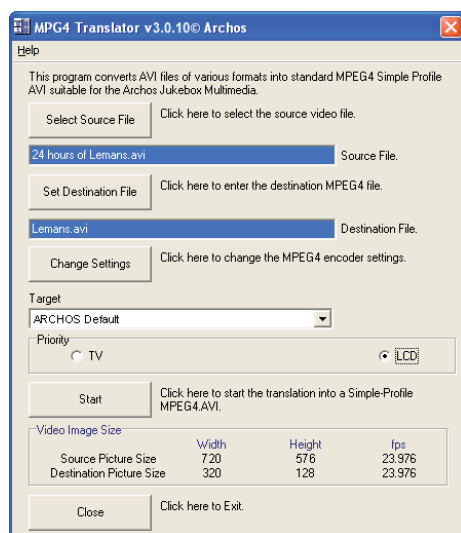 MPG4 Translator v3.0.10© Archos
Help
This program converts AVI files of various formats into standard MPEG4 Simple Profile
AVI suitable for the Archos Jukebox Multimedia.
Select Source File
Click here to select the source video file.
24 hours of Lemans.avi
Source File.
Set Destination File
Click here to enter the destination MPEG4 file.
Lemans.avi
Destination File.
Change Settings
Click here to change the MPEG4 encoder settings.
Target
ARCHOS Default
Priority
TV
LCD
Start
Click here to start the translation into a Simple-Profile
MPEG4.AVI.
Video Image Size
Width Height fps
Source Picture Size 720 576 23.976
Destination Picture Size 320 128 23.976
Close
Click here to Exit.